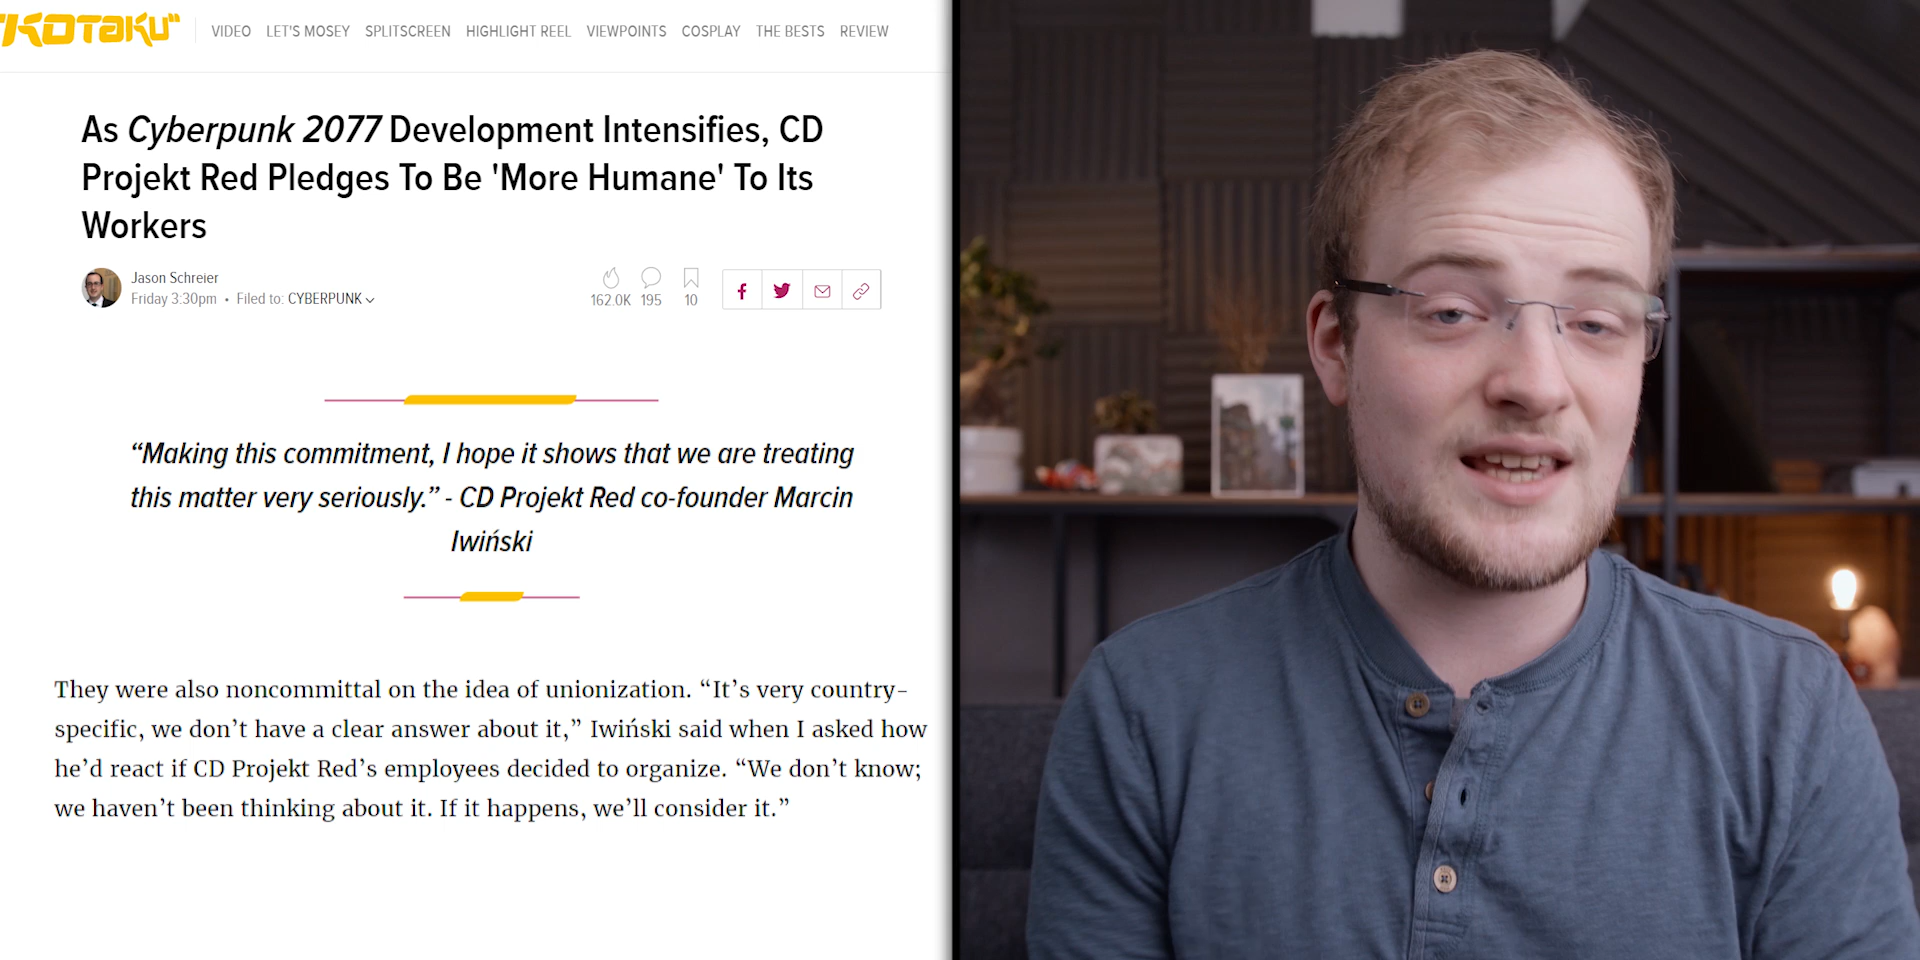 KOTAKU
VIDEO LET'S MOSEY SPLITSCREEN HIGHLIGHT REEL VIEWPOINTS COSPLAY THE BESTS REVIEW
As Cyberpunk 2077 Development Intensifies, CD
Projekt Red Pledges To Be 'More Humane' To Its
Workers
Jason Schreier
Friday 3:30pm • Filed to: CYBERPUNK
162.0K 195 10
“Making this commitment, I hope it shows that we are treating
this matter very seriously.” - CD Projekt Red co-founder Marcin
Iwiński
They were also noncommittal on the idea of unionization. “It’s very country-
specific, we don’t have a clear answer about it,” Iwiński said when I asked how
he’d react if CD Projekt Red’s employees decided to organize. “We don’t know;
we haven’t been thinking about it. If it happens, we’ll consider it.”